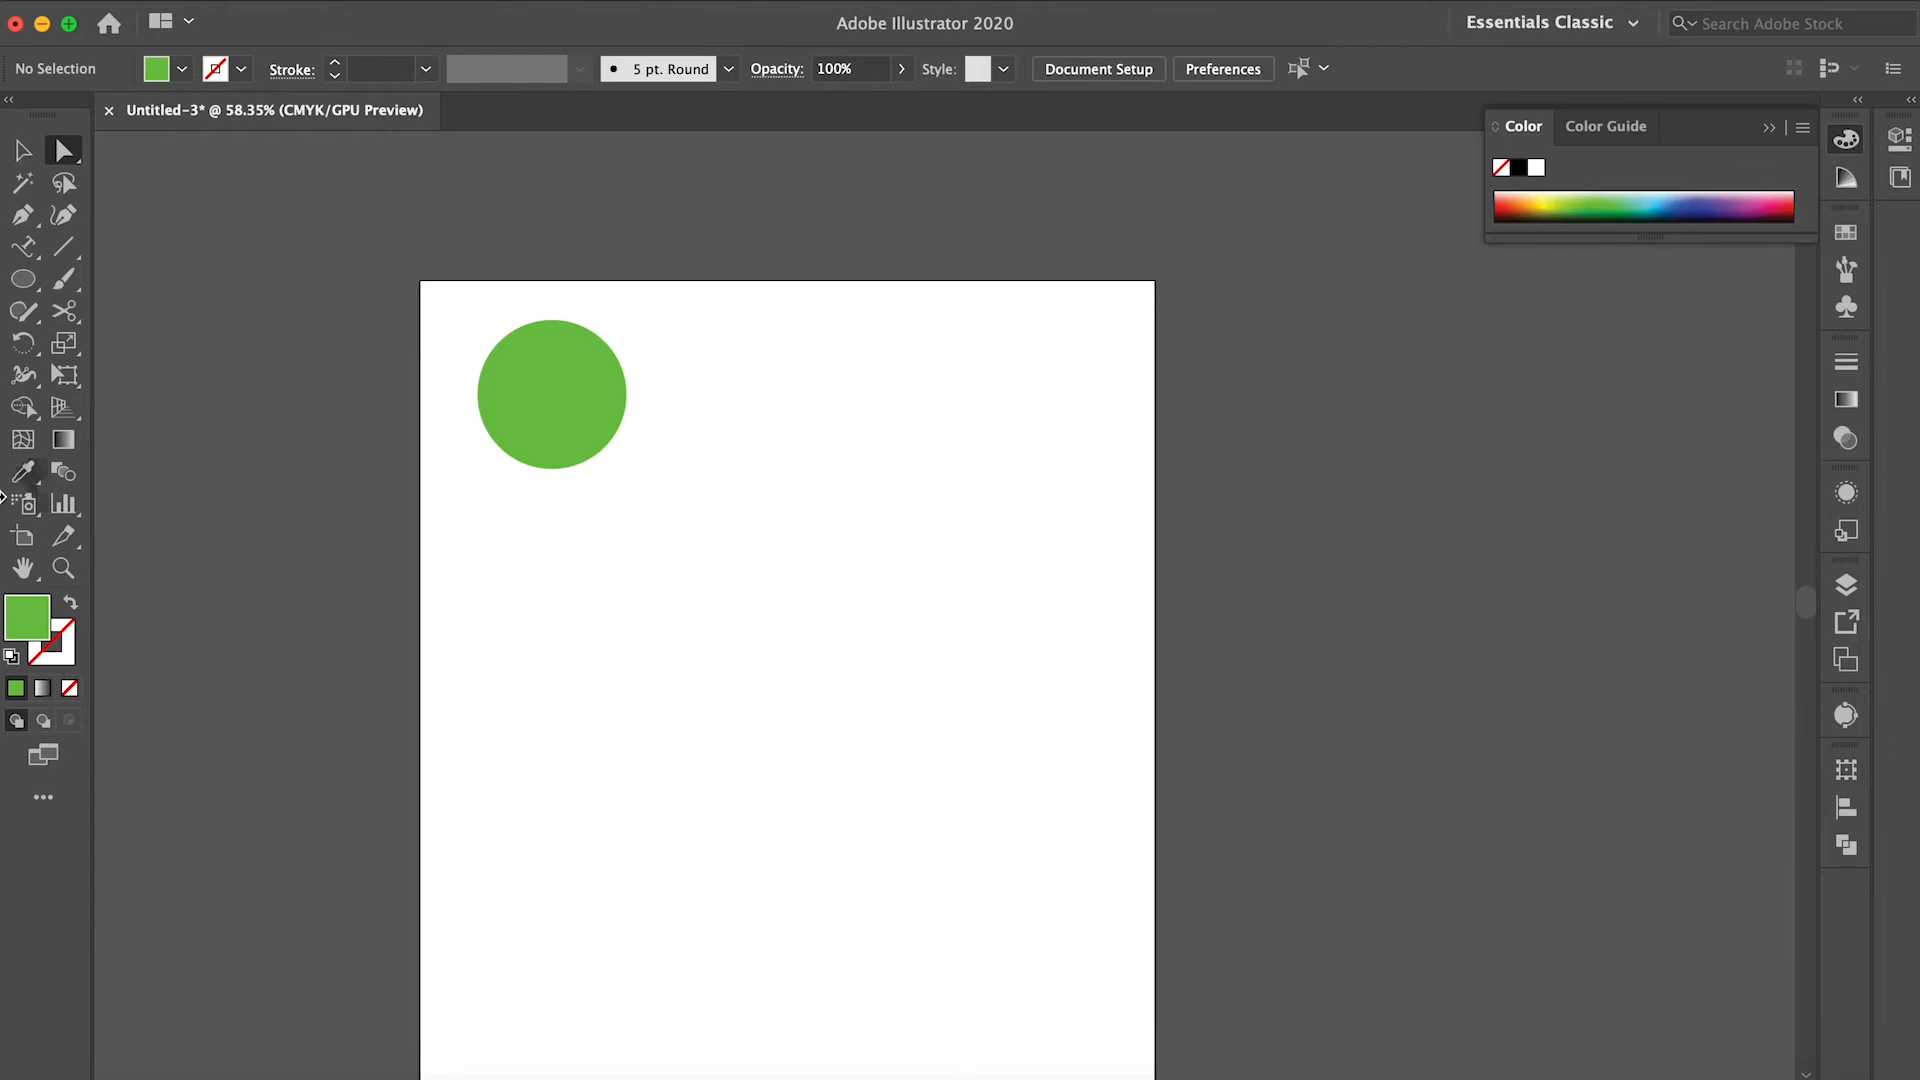 Adobe Illustrator 2020
Essentials Classic
Search Adobe Stock
No Selection
Stroke:
5 pt. Round
Opacity: 100%
Style:
Document Setup
Preferences
Untitled-3* @ 58.35% (CMYK/GPU Preview)
Color
Color Guide